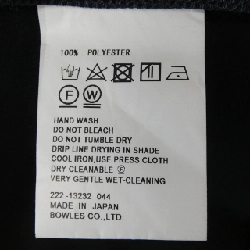 100% POLYESTER
F W
HAND WASH
DO NOT BLEACH
DO NOT TUMBLE DRY
DRIP LINE DRYING IN SHADE
COOL IRON,USE PRESS CLOTH
DRY CLEANABLE Ⓟ
VERY GENTLE WET-CLEANING
222-13232 044
MADE IN JAPAN
BOWLES CO.,LTD